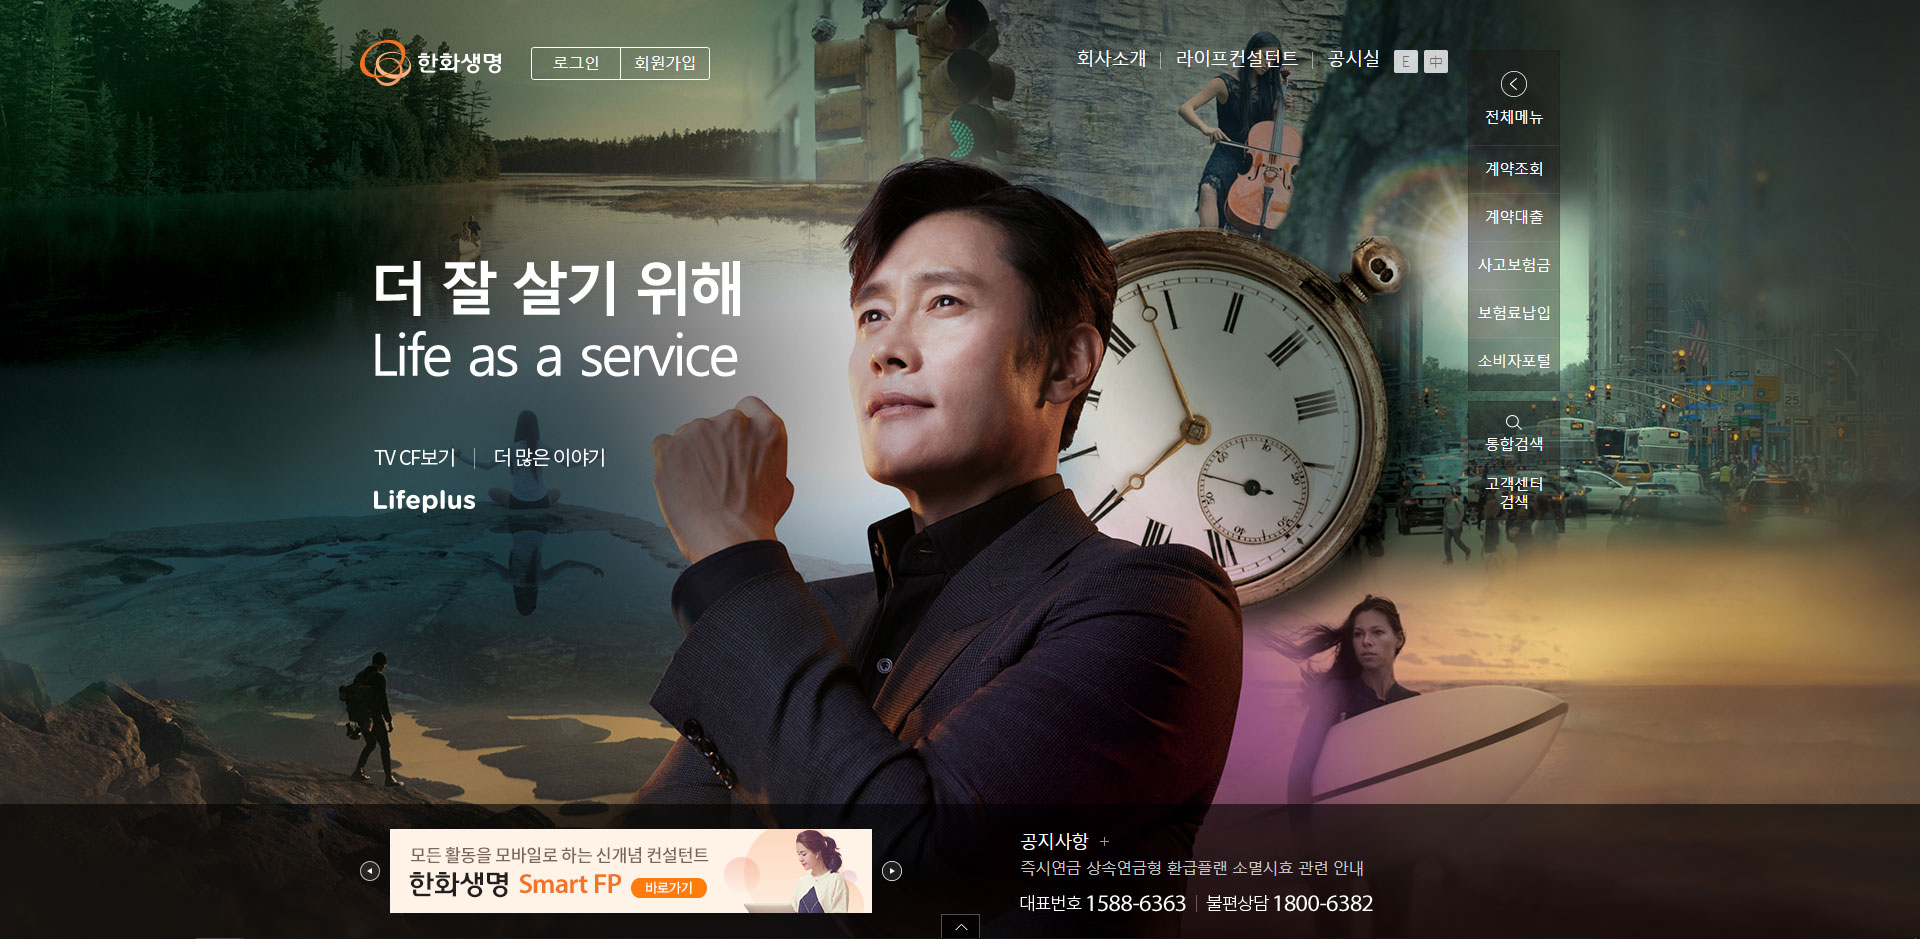 한화생명
로그인 회원가입
회사소개 라이프컨설턴트 공시실 E 中
전체메뉴
계약조회
계약대출
사고보험금
보험료납입
소비자포털
통합검색
고객센터
검색
더 잘 살기 위해
Life as a service
TV CF보기 더 많은 이야기
Lifeplus
모든 활동을 모바일로 하는 신개념 컨설턴트
한화생명 Smart FP 바로가기
공지사항 +
즉시연금 상속연금형 환급플랜 소멸시효 관련 안내
대표번호 1588-6363 불편상담 1800-6382